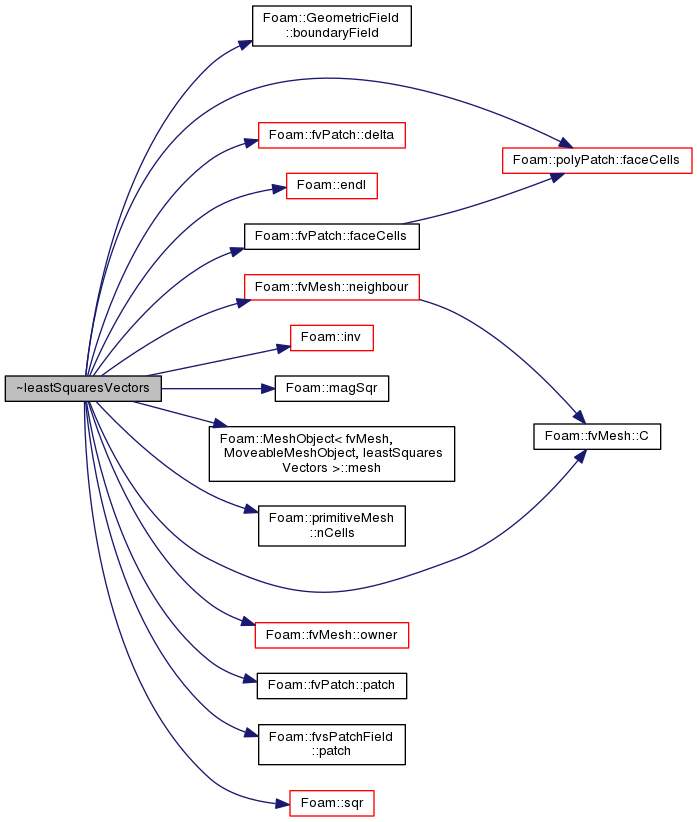 Foam::GeometricField
::boundaryField
Foam::fvPatch::delta
Foam::polyPatch::faceCells
Foam::endl
Foam::fvPatch::faceCells
Foam::fvMesh::neighbour
Foam::inv
~leastSquaresVectors
Foam::magSqr
Foam::MeshObject< fvMesh,
MoveableMeshObject, leastSquares
Vectors >::mesh
Foam::fvMesh::C
Foam::primitiveMesh
::nCells
Foam::fvMesh::owner
Foam::fvPatch::patch
Foam::fvsPatchField
::patch
Foam::sqr